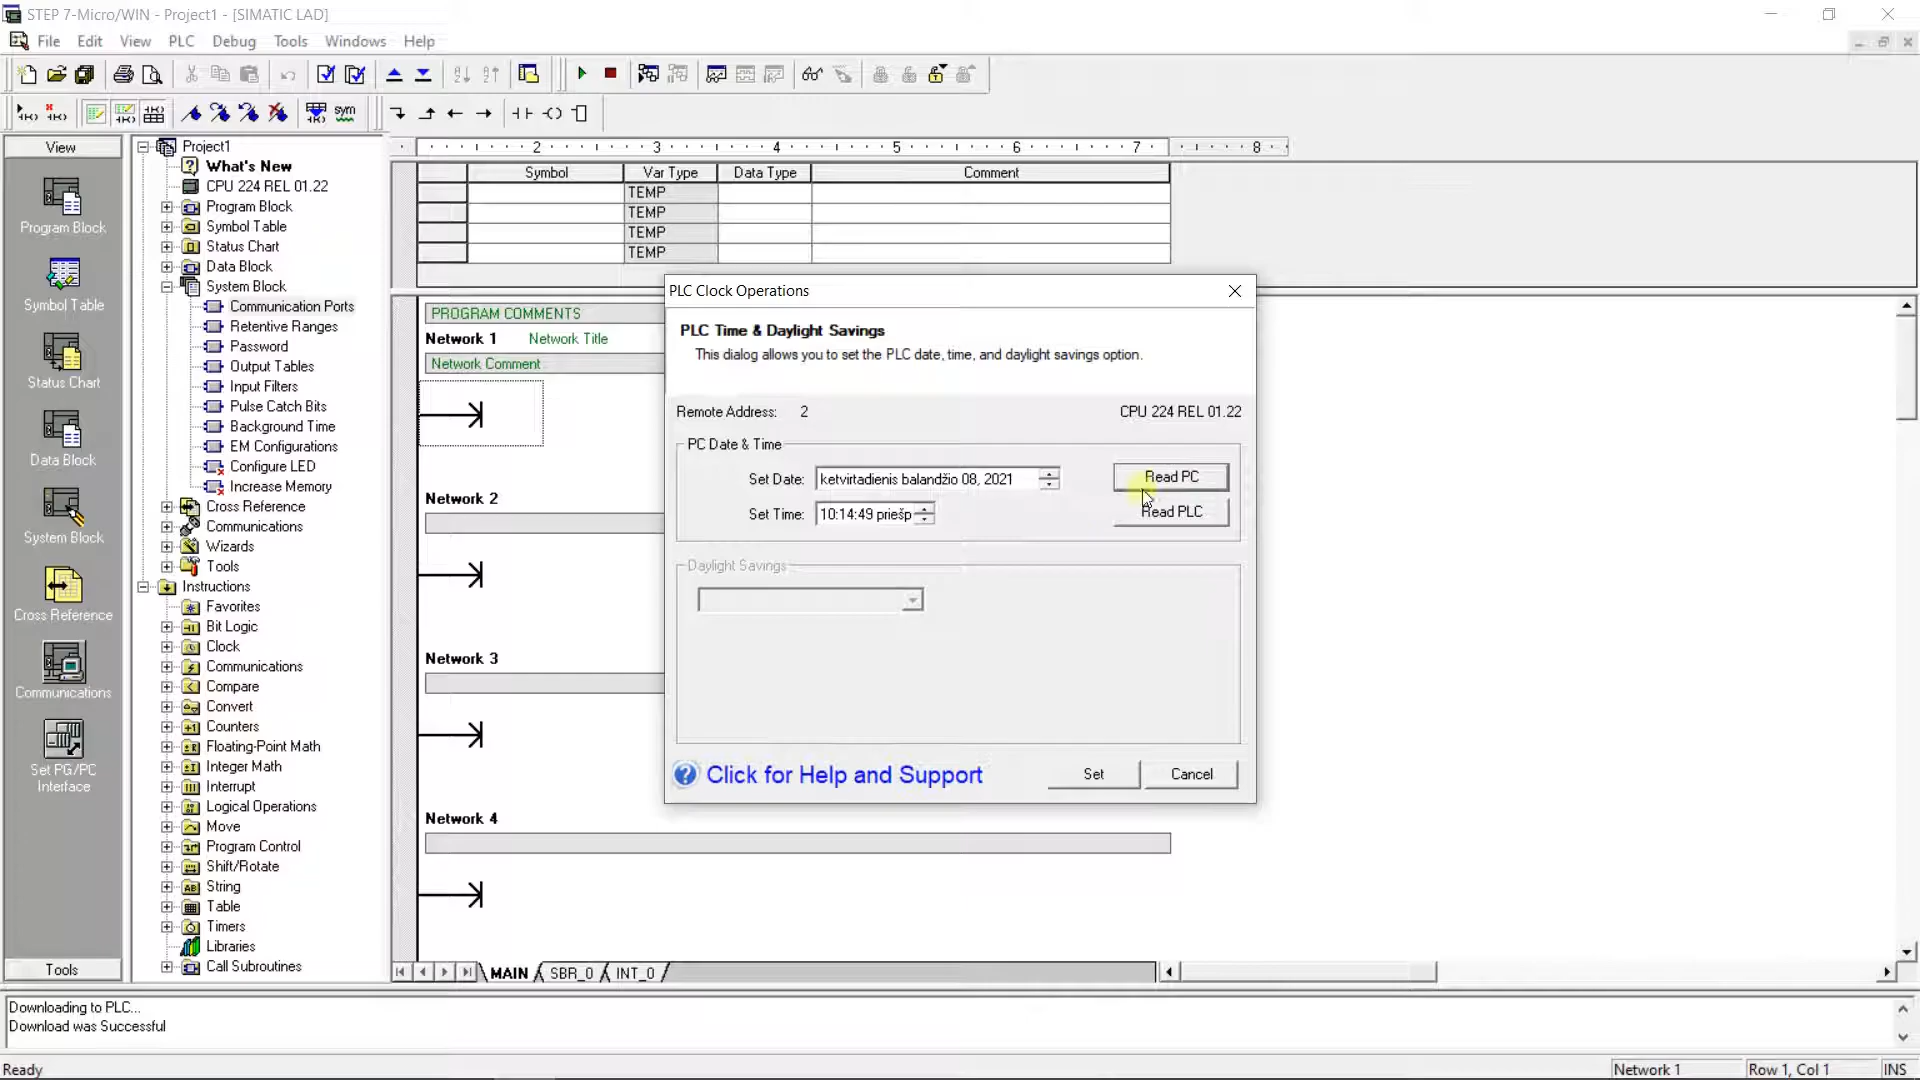 STEP 7-Micro/WIN - Project1 - [SIMATIC LAD]
File Edit View PLC Debug Tools Windows Help
sym
View
Program Block
Symbol Table
Status Chart
Data Block
System Block
Cross Reference
Communications
Set PG/PC
Interface
Tools
Project1
What's New
CPU 224 REL 01.22
Program Block
Symbol Table
Status Chart
Data Block
System Block
Communication Ports
Retentive Ranges
Password
Output Tables
Input Filters
Pulse Catch Bits
Background Time
EM Configurations
Configure LED
Increase Memory
Cross Reference
Communications
Wizards
Tools
Instructions
Favorites
Bit Logic
Clock
Communications
Compare
Convert
Counters
Floating-Point Math
Integer Math
Interrupt
Logical Operations
Move
Program Control
Shift/Rotate
String
Table
Timers
Libraries
Call Subroutines
2 3 4 5 6 7 8
Symbol Var Type Data Type Comment
TEMP
TEMP
TEMP
TEMP
PROGRAM COMMENTS
Network 1 Network Title
Network Comment
Network 2
Network 3
Network 4
PLC Clock Operations
PLC Time & Daylight Savings
This dialog allows you to set the PLC date, time, and daylight savings option.
Remote Address: 2 CPU 224 REL 01.22
PC Date & Time
Set Date: ketvirtadienis balandžio 08, 2021 Read PC
Set Time: 10:14:49 priešp Read PLC
Daylight Savings
Click for Help and Support Set Cancel
MAIN SBR_0 INT_0
Downloading to PLC...
Download was Successful
Ready Network 1 Row 1, Col 1 INS